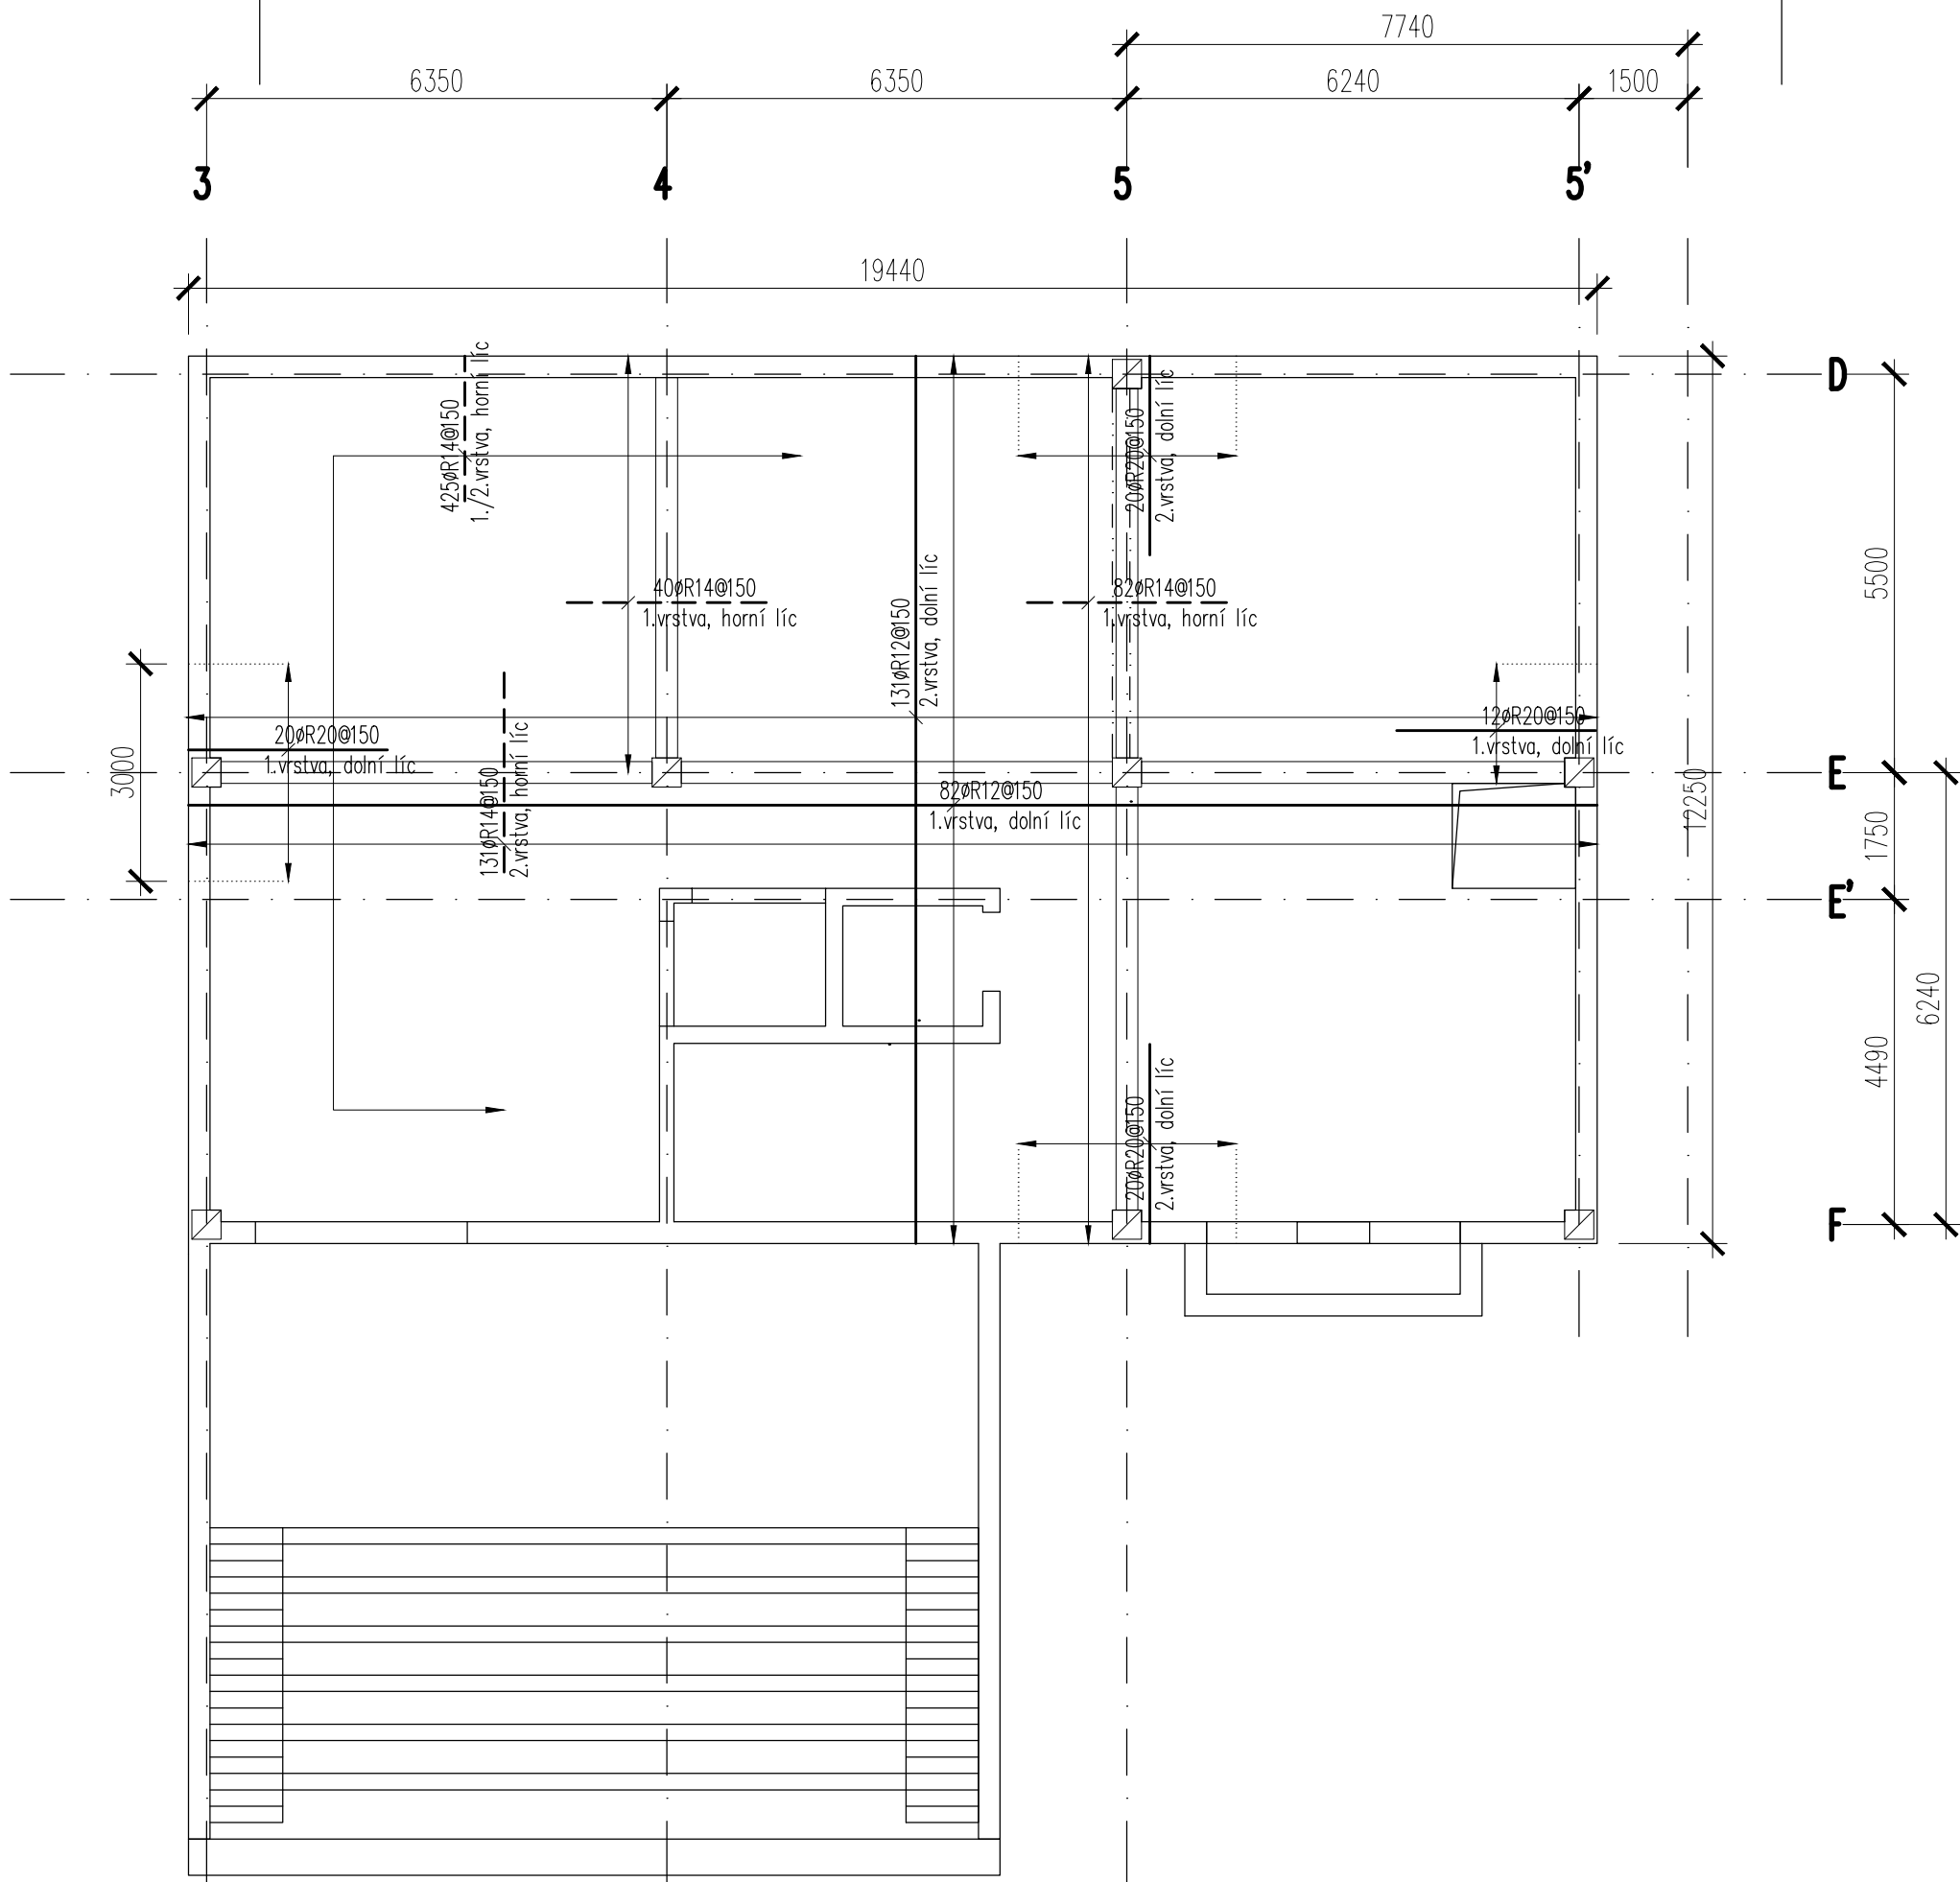 7740
6350
6350
6240
1500
3
4
5
5'
19440
D
425øR14@150
1./2.vrstva, horní líc
20øR20@150
2.vrstva, dolní líc
5500
40øR14@150
1.vrstva, horní líc
82øR14@150
1.vrstva, horní líc
131øR12@150
2.vrstva, dolní líc
3000
20øR20@150
1.vrstva, dolní líc
12øR20@150
1.vrstva, dolní líc
131øR14@150
2.vrstva, horní líc
82øR12@150
1.vrstva, dolní líc
E
12250
1750
E'
6240
4490
20øR20@150
2.vrstva, dolní líc
F